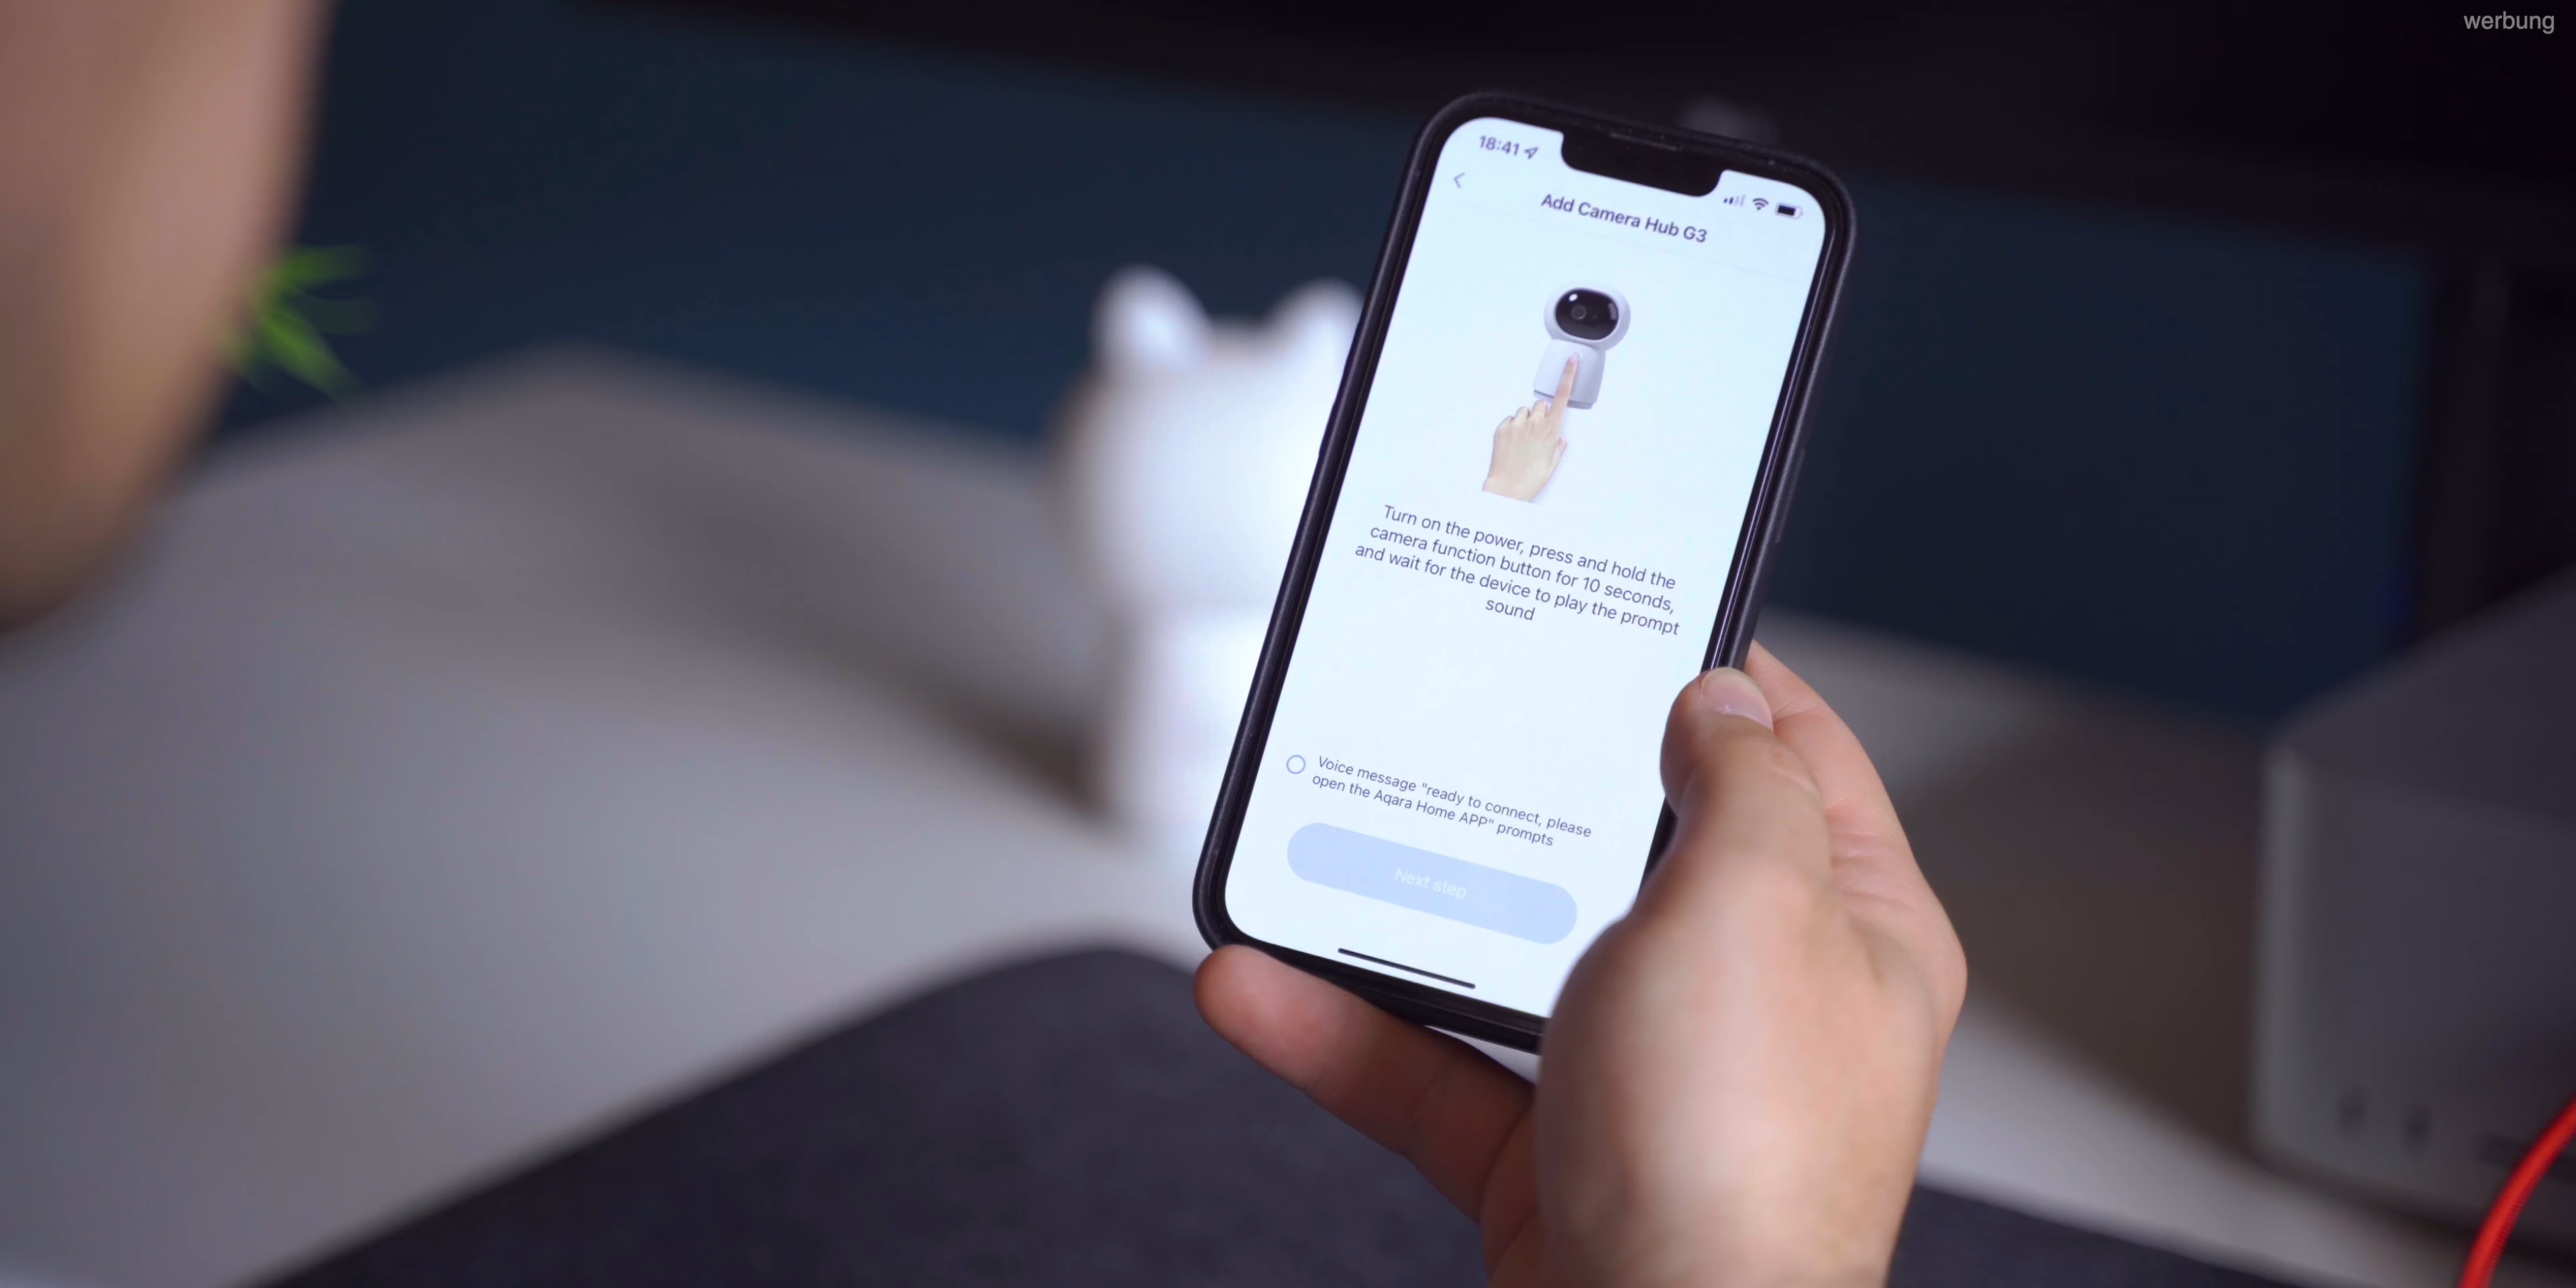 werbung
18:41
Add Camera Hub G3
Turn on the power, press and hold the
camera function button for 10 seconds,
and wait for the device to play the prompt
sound
Voice message "ready to connect, please
open the Aqara Home APP" prompts
Next step